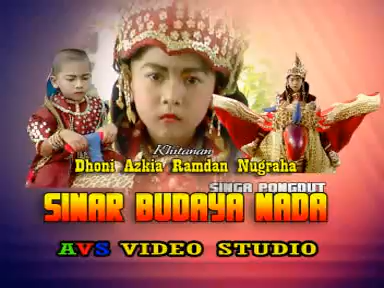 Khitanan
Dhoni Azkia Ramdan Nugraha
SINGA PONGDUT
SINAR BUDAYA NADA
AVS VIDEO STUDIO